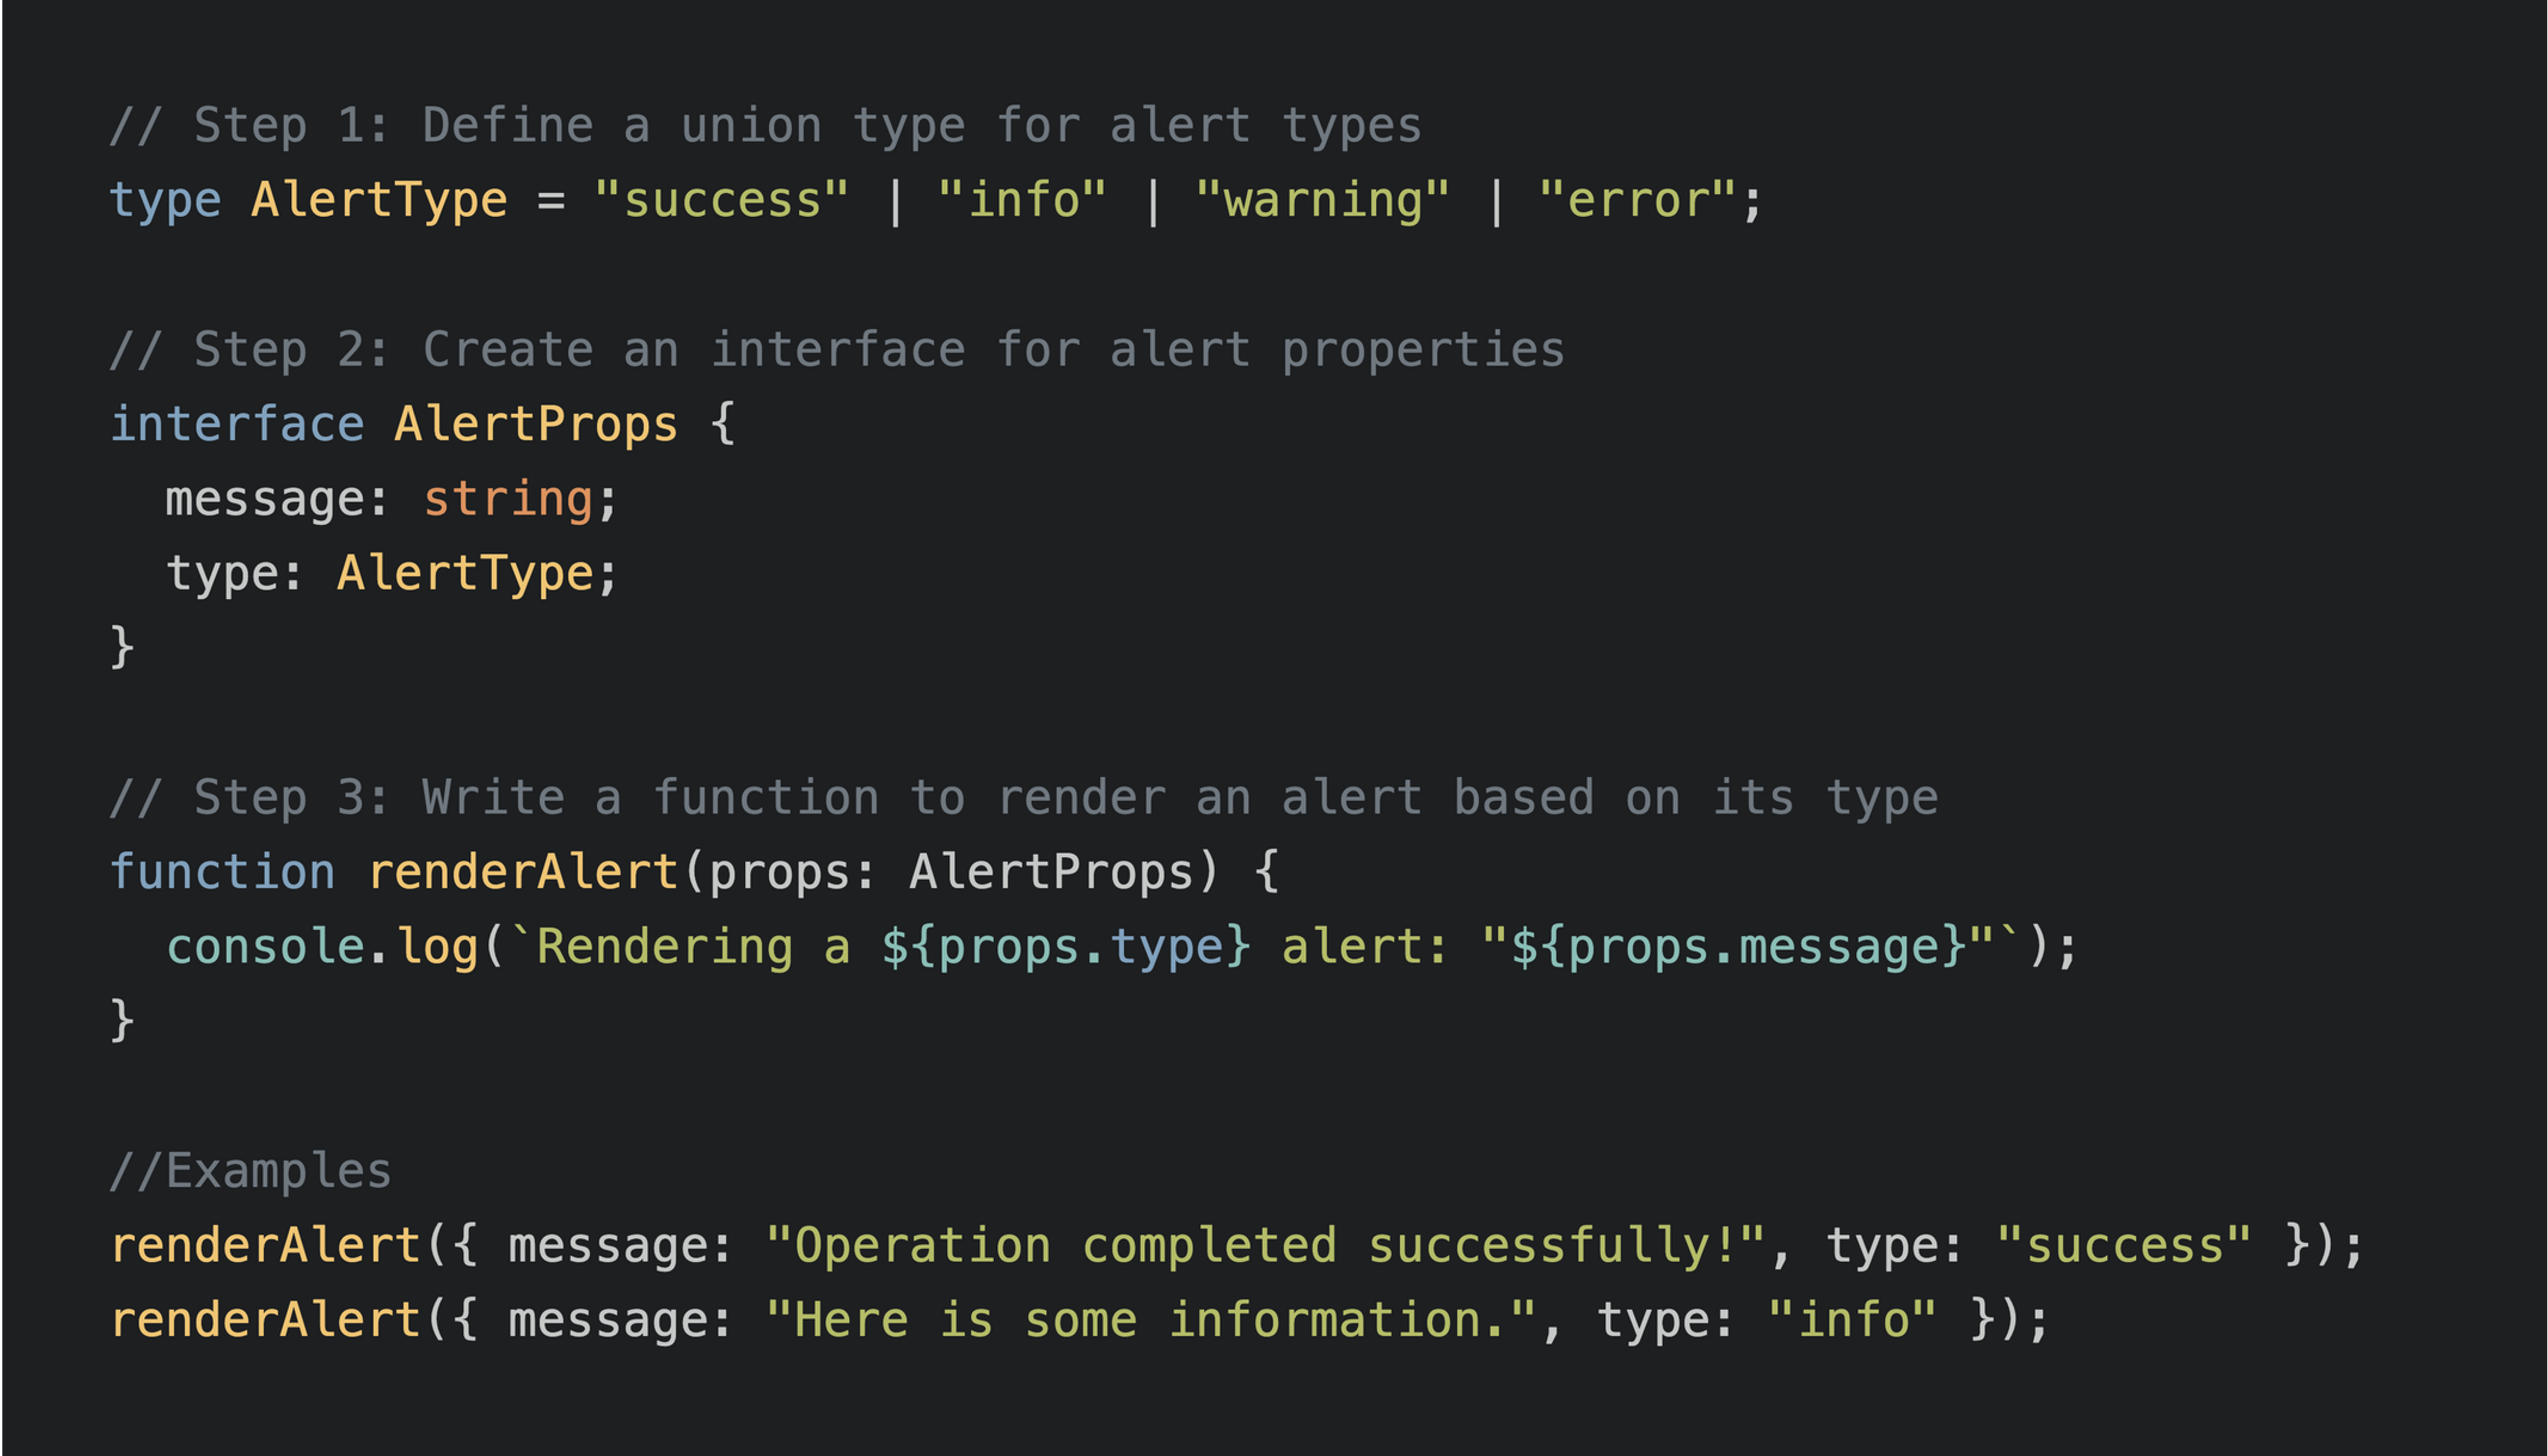 // Step 1: Define a union type for alert types
type AlertType = "success" | "info" | "warning" | "error";
// Step 2: Create an interface for alert properties
interface AlertProps {
  message: string;
  type: AlertType;
}
// Step 3: Write a function to render an alert based on its type
function renderAlert(props: AlertProps) {
  console.log(`Rendering a ${props.type} alert: "${props.message}"`);
}
//Examples
renderAlert({ message: "Operation completed successfully!", type: "success" });
renderAlert({ message: "Here is some information.", type: "info" });